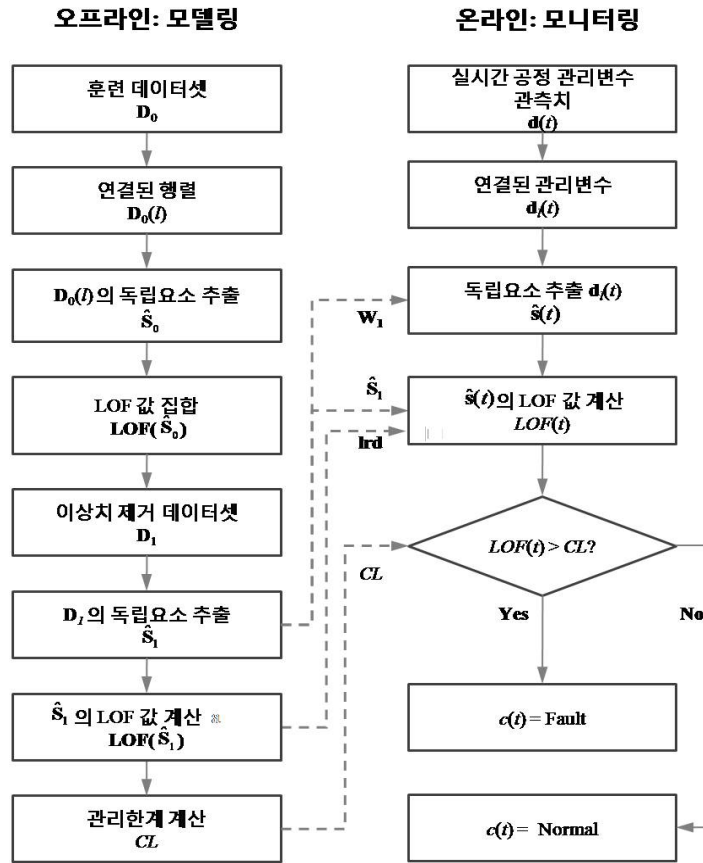 오프라인: 모델링
훈련 데이터셋
D₀
연결된 행렬
D₀(l)
D₀(l)의 독립요소 추출
Ŝ₀
LOF 값 집합
LOF(Ŝ₀)
이상치 제거 데이터셋
D₁
D₁의 독립요소 추출
Ŝ₁
Ŝ₁ 의 LOF 값 계산
LOF(Ŝ₁)
관리한계 계산
CL
W₁
Ŝ₁
lrd
CL
온라인: 모니터링
실시간 공정 관리변수
관측치
d(t)
연결된 관리변수
dₗ(t)
독립요소 추출 dₗ(t)
ŝ(t)
ŝ(t)의 LOF 값 계산
LOF(t)
LOF(t) > CL?
Yes
No
c(t) = Fault
c(t) = Normal